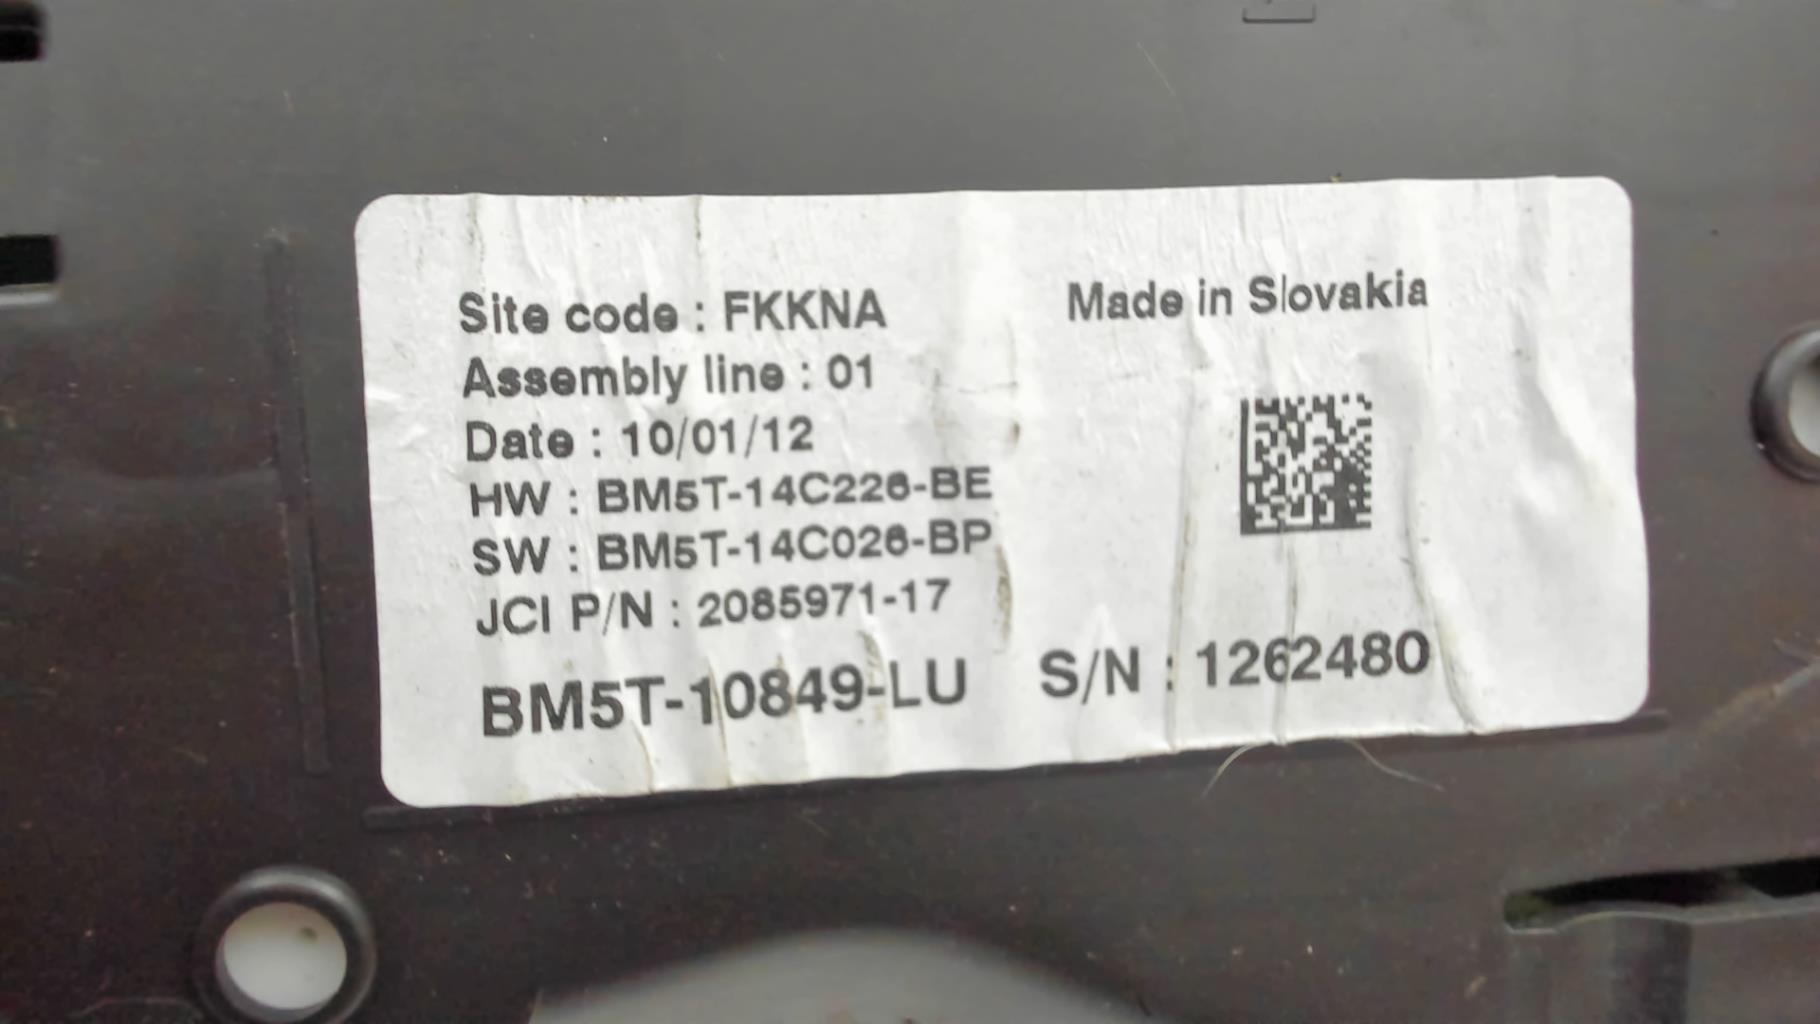 Site code : FKKNA
Made in Slovakia
Assembly line : 01
Date : 10/01/12
HW : BM5T-14C226-BE
SW : BM5T-14C026-BP
JCI P/N : 2085971-17
BM5T-10849-LU
S/N : 1262480